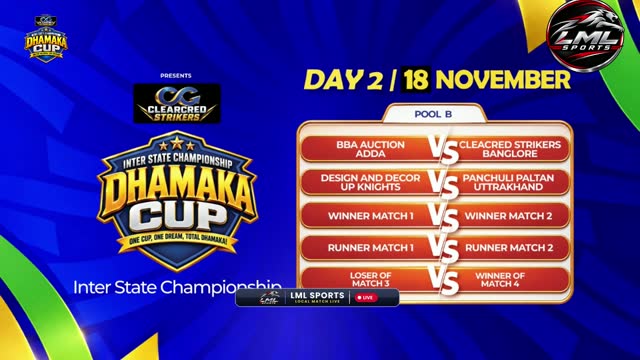 DHAMAKA
CUP
LML
SPORTS
PRESENTS
CLEARCRED
STRIKERS
INTER STATE CHAMPIONSHIP
DHAMAKA
CUP
ONE CUP, ONE DREAM, TOTAL DHAMAKA!
Inter State Championship
DAY 2 / 18 NOVEMBER
POOL B
BBA AUCTION
ADDA
VS
CLEACRED STRIKERS
BANGLORE
DESIGN AND DECOR
UP KNIGHTS
VS
PANCHULI PALTAN
UTTRAKHAND
WINNER MATCH 1
VS
WINNER MATCH 2
RUNNER MATCH 1
VS
RUNNER MATCH 2
LOSER OF
MATCH 3
VS
WINNER OF
MATCH 4
LML
LML SPORTS
LOCAL MATCH LIVE
LIVE